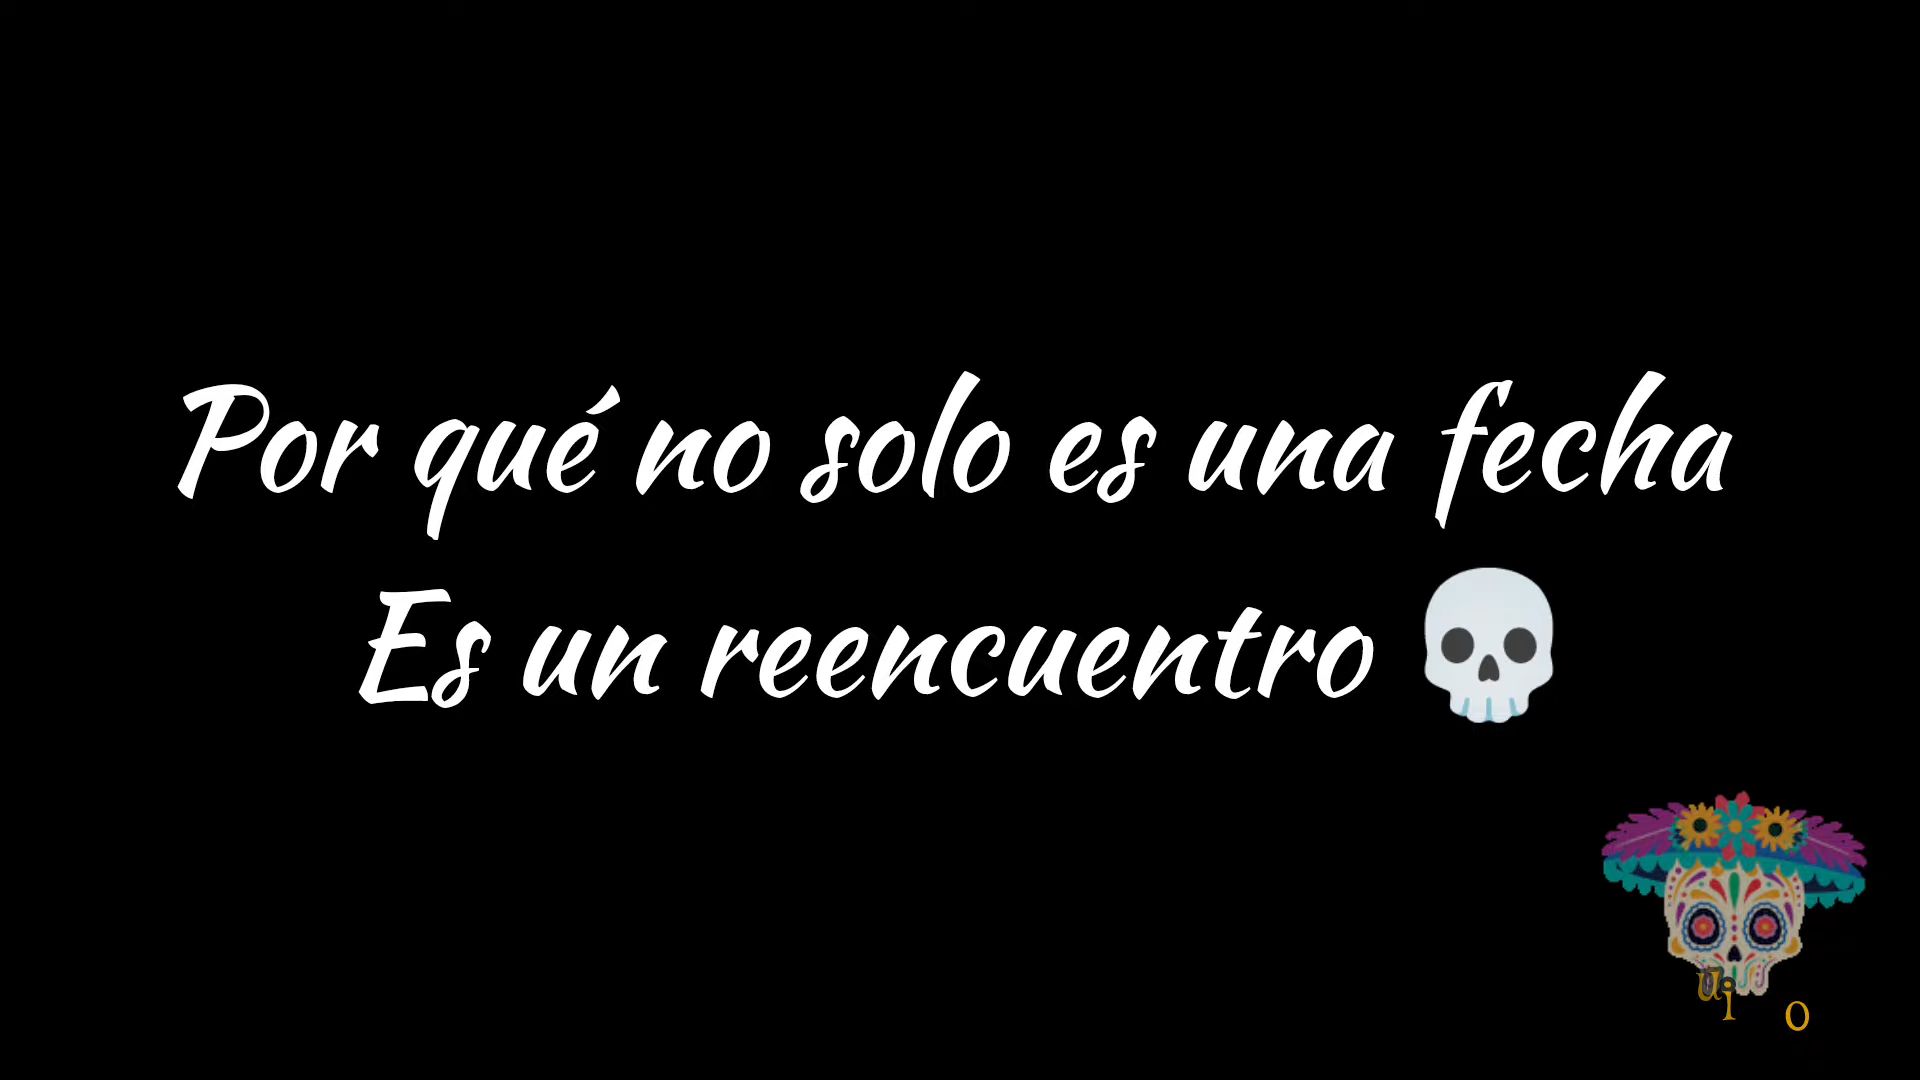 Por qué no solo es una fecha
Es un reencuentro 💀